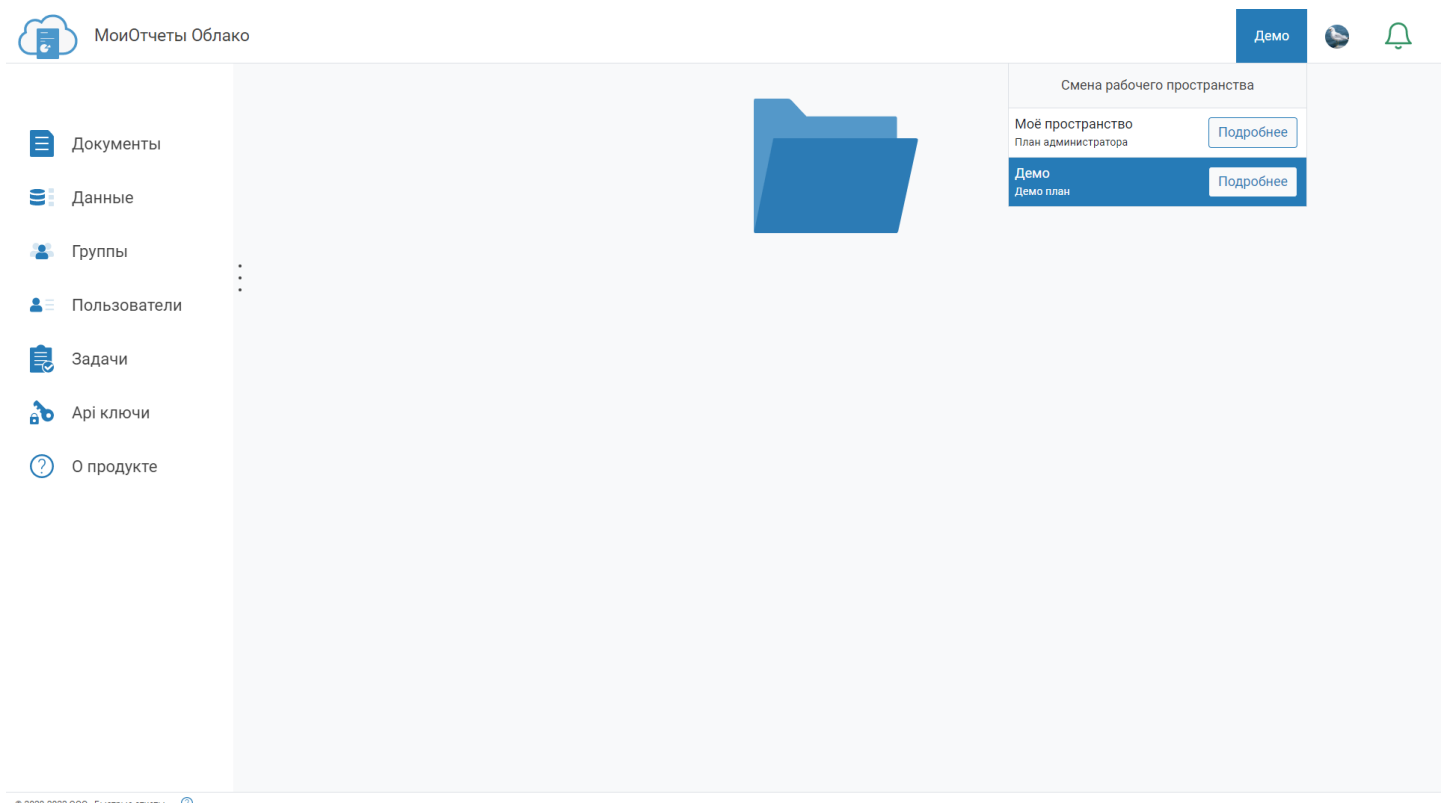 МоиОтчеты Облако
Демо
Смена рабочего пространства
Моё пространство
План администратора
Подробнее
Демо
Демо план
Подробнее
Документы
Данные
Группы
Пользователи
Задачи
Api ключи
О продукте